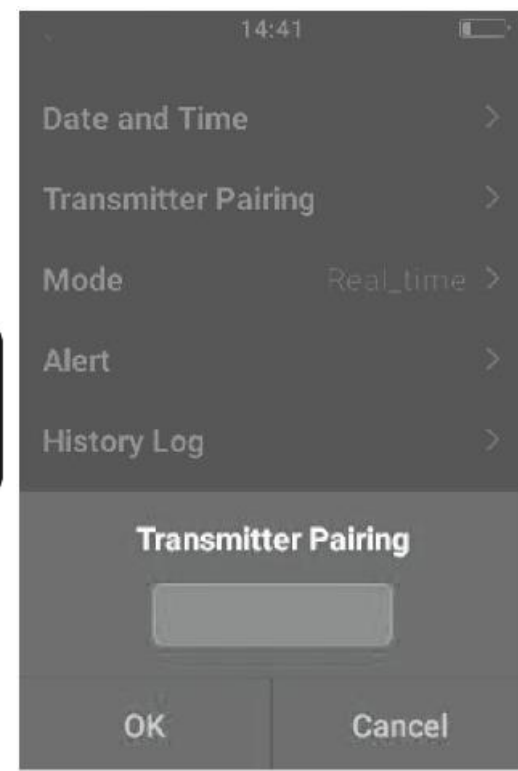 14:41
Date and Time
Transmitter Pairing
Mode Real_time
Alert
History Log
Transmitter Pairing
OK Cancel